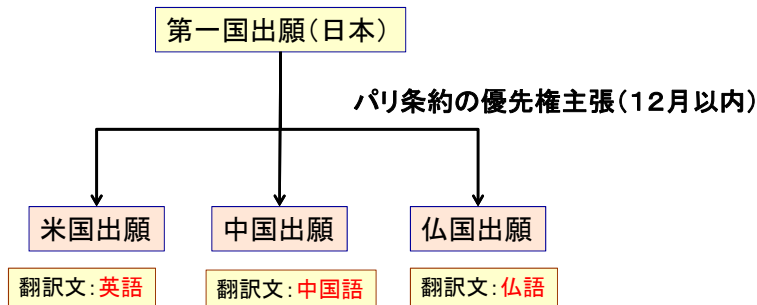 第一国出願(日本)
パリ条約の優先権主張(12月以内)
米国出願
中国出願
仏国出願
翻訳文:英語
翻訳文:中国語
翻訳文:仏語